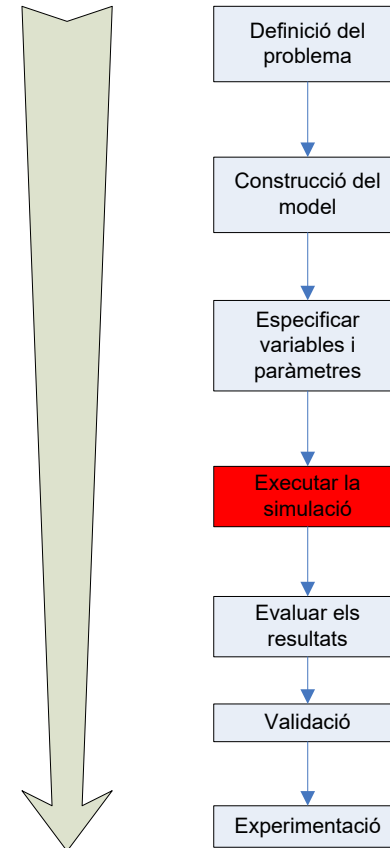 Definició del
problema
Construcció del
model
Especificar
variables i
paràmetres
Executar la
simulació
Evaluar els
resultats
Validació
Experimentació